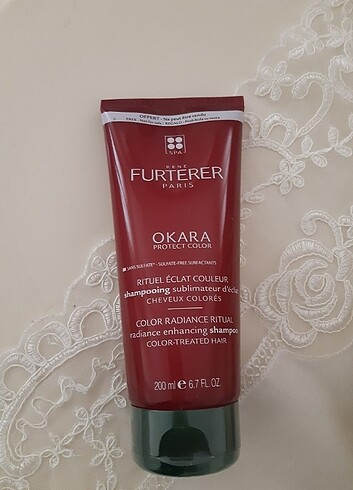 OFFERT - Ne peut être vendu
SPA
RENE
FURTERER
PARIS
OKARA
PROTECT COLOR
SANS SULFATE* - SULFATE-FREE SURFACTANTS
RITUEL ÉCLAT COULEUR
shampooing sublimateur d'éclat
CHEVEUX COLORÉS
COLOR RADIANCE RITUAL
radiance enhancing shampoo
COLOR-TREATED HAIR
200 ml e 6.7 FL. OZ.